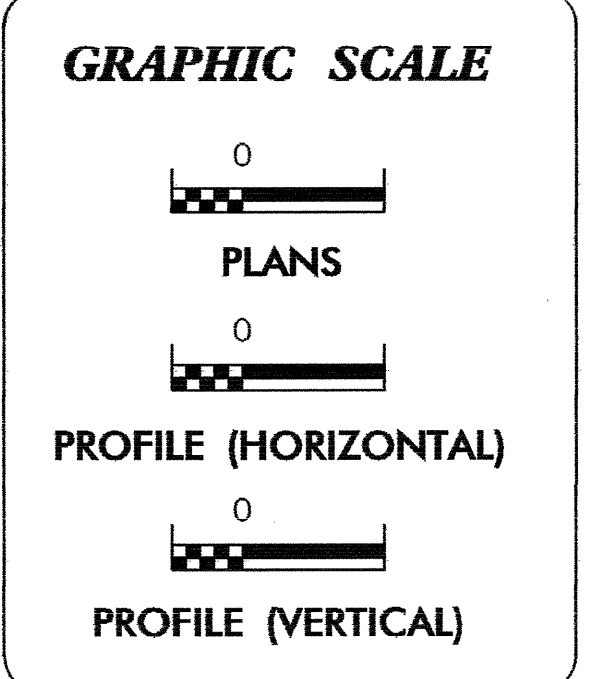 GRAPHIC SCALE
0
PLANS
0
PROFILE (HORIZONTAL)
0
PROFILE (VERTICAL)